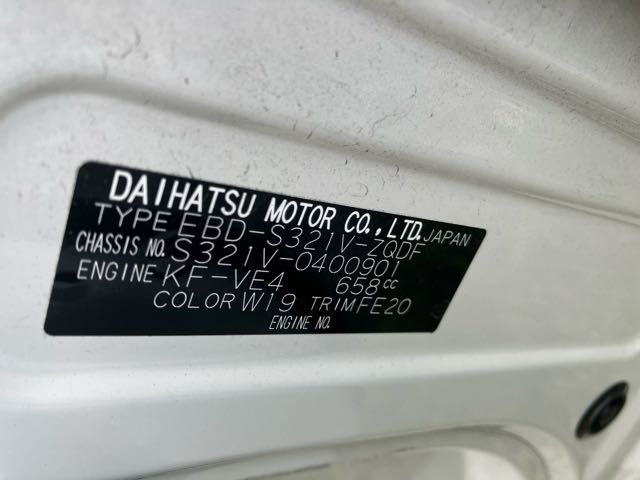 DAIHATSU MOTOR CO., LTD. JAPAN
TYPE EBD-S321V-ZQDF
CHASSIS NO. S321V-0400901
ENGINE KF-VE4 658cc
COLOR W19 TRIM FE20
ENGINE NO.